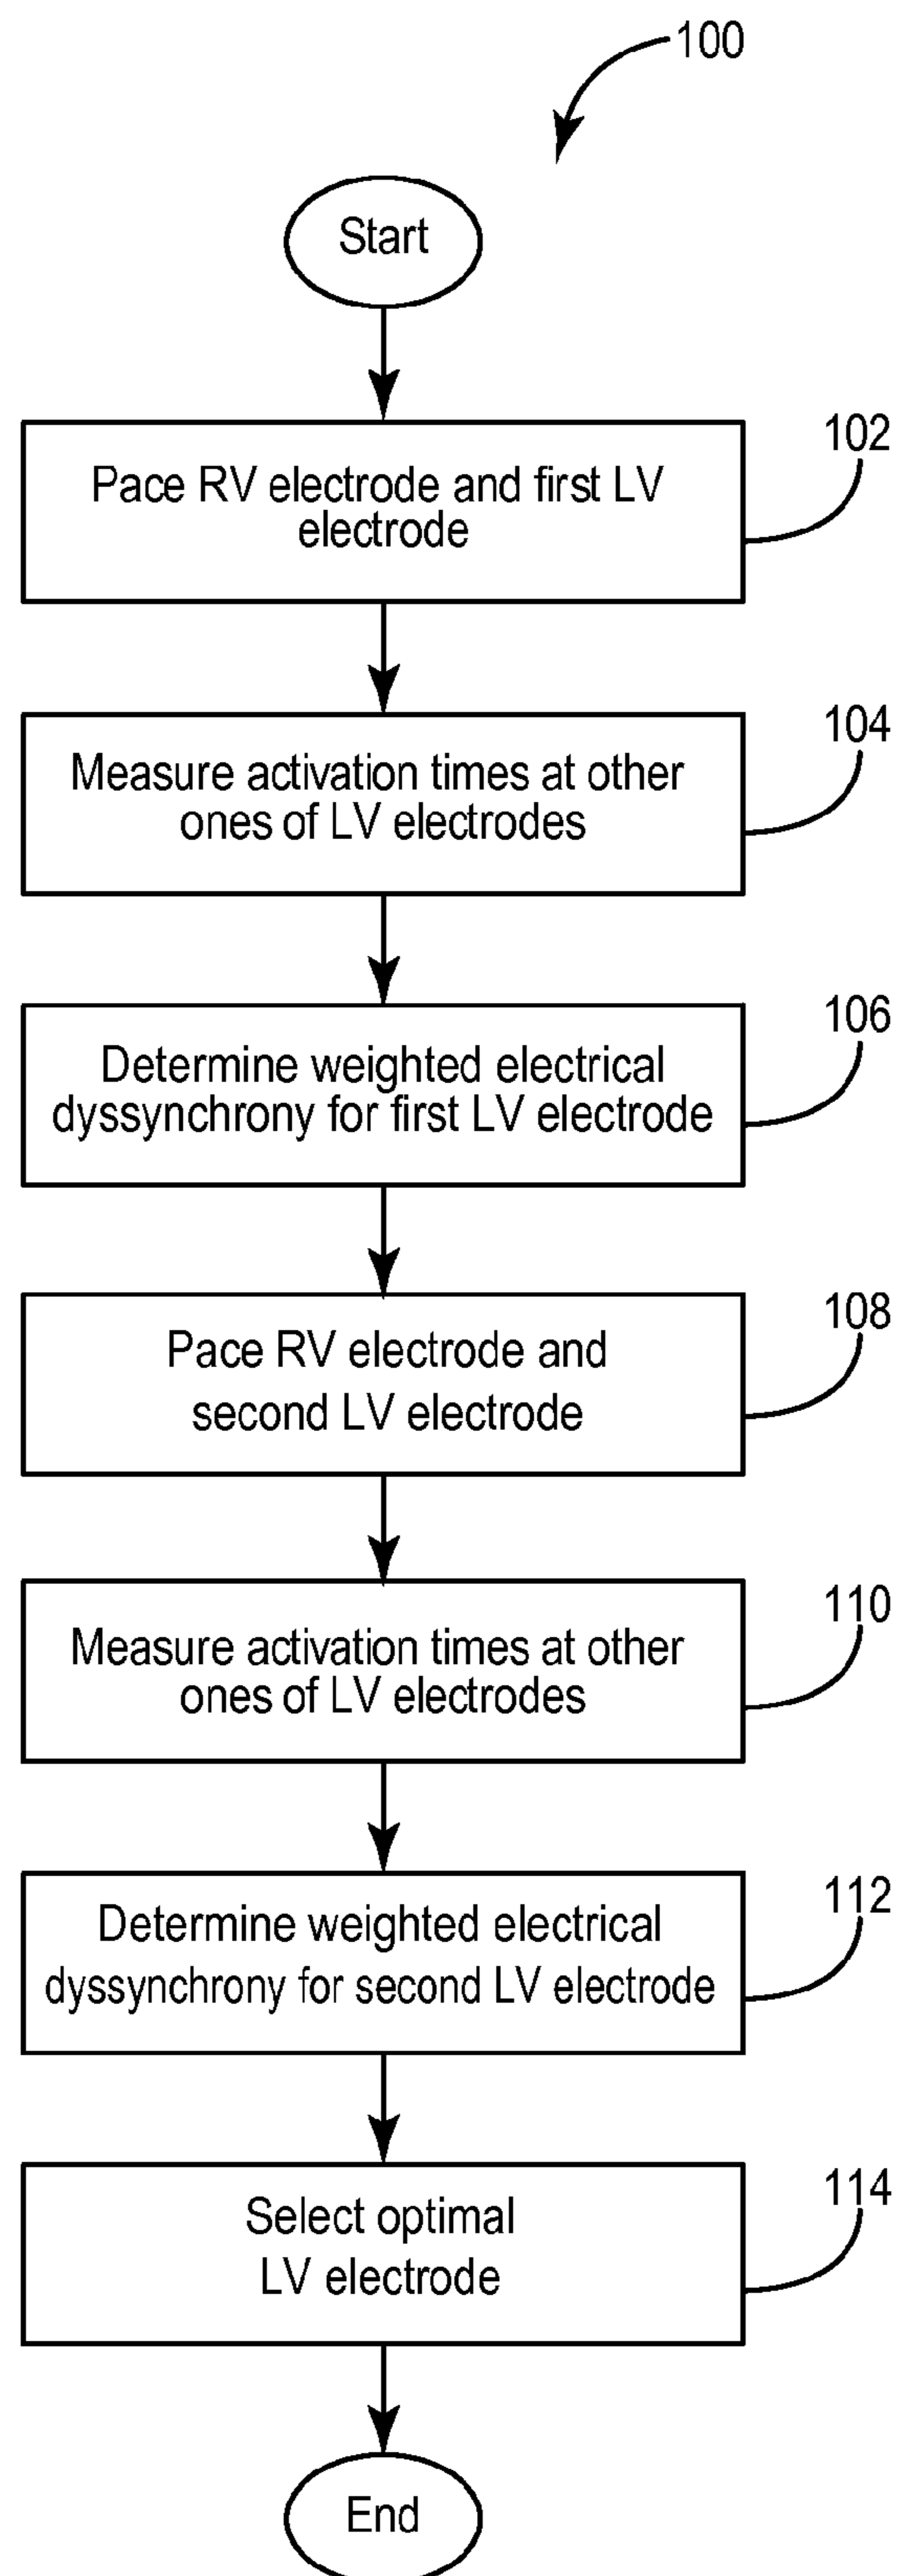 100
Start
102
Pace RV electrode and first LV
electrode
104
Measure activation times at other
ones of LV electrodes
106
Determine weighted electrical
dyssynchrony for first LV electrode
108
Pace RV electrode and
second LV electrode
110
Measure activation times at other
ones of LV electrodes
112
Determine weighted electrical
dyssynchrony for second LV electrode
114
Select optimal
LV electrode
End